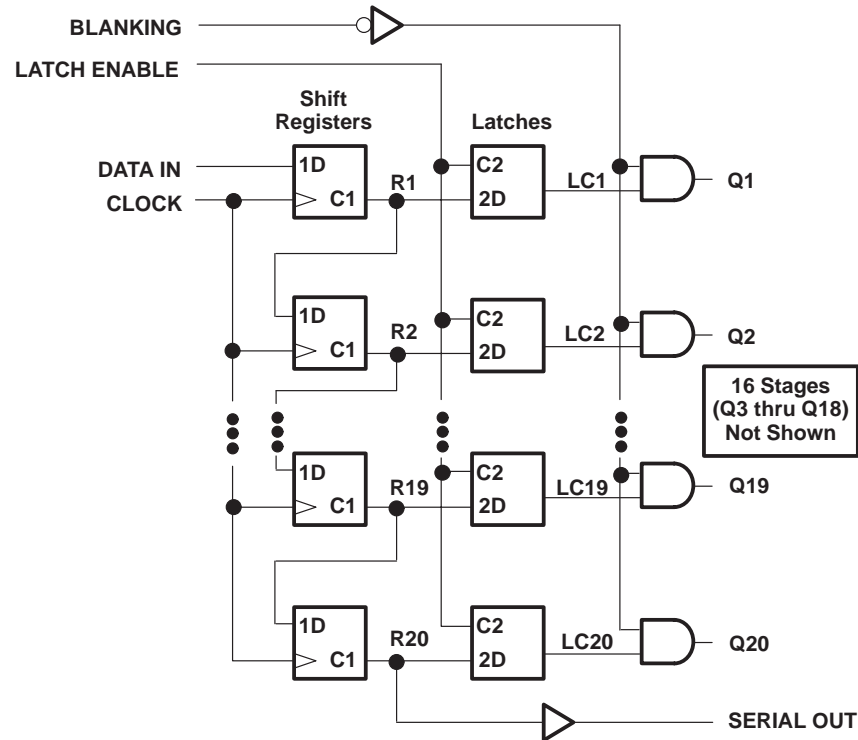 BLANKING
LATCH ENABLE
Shift
Registers
Latches
DATA IN
CLOCK
1D
C1
R1
C2
2D
LC1
Q1
1D
C1
R2
C2
2D
LC2
Q2
16 Stages
(Q3 thru Q18)
Not Shown
1D
C1
R19
C2
2D
LC19
Q19
1D
C1
R20
C2
2D
LC20
Q20
SERIAL OUT